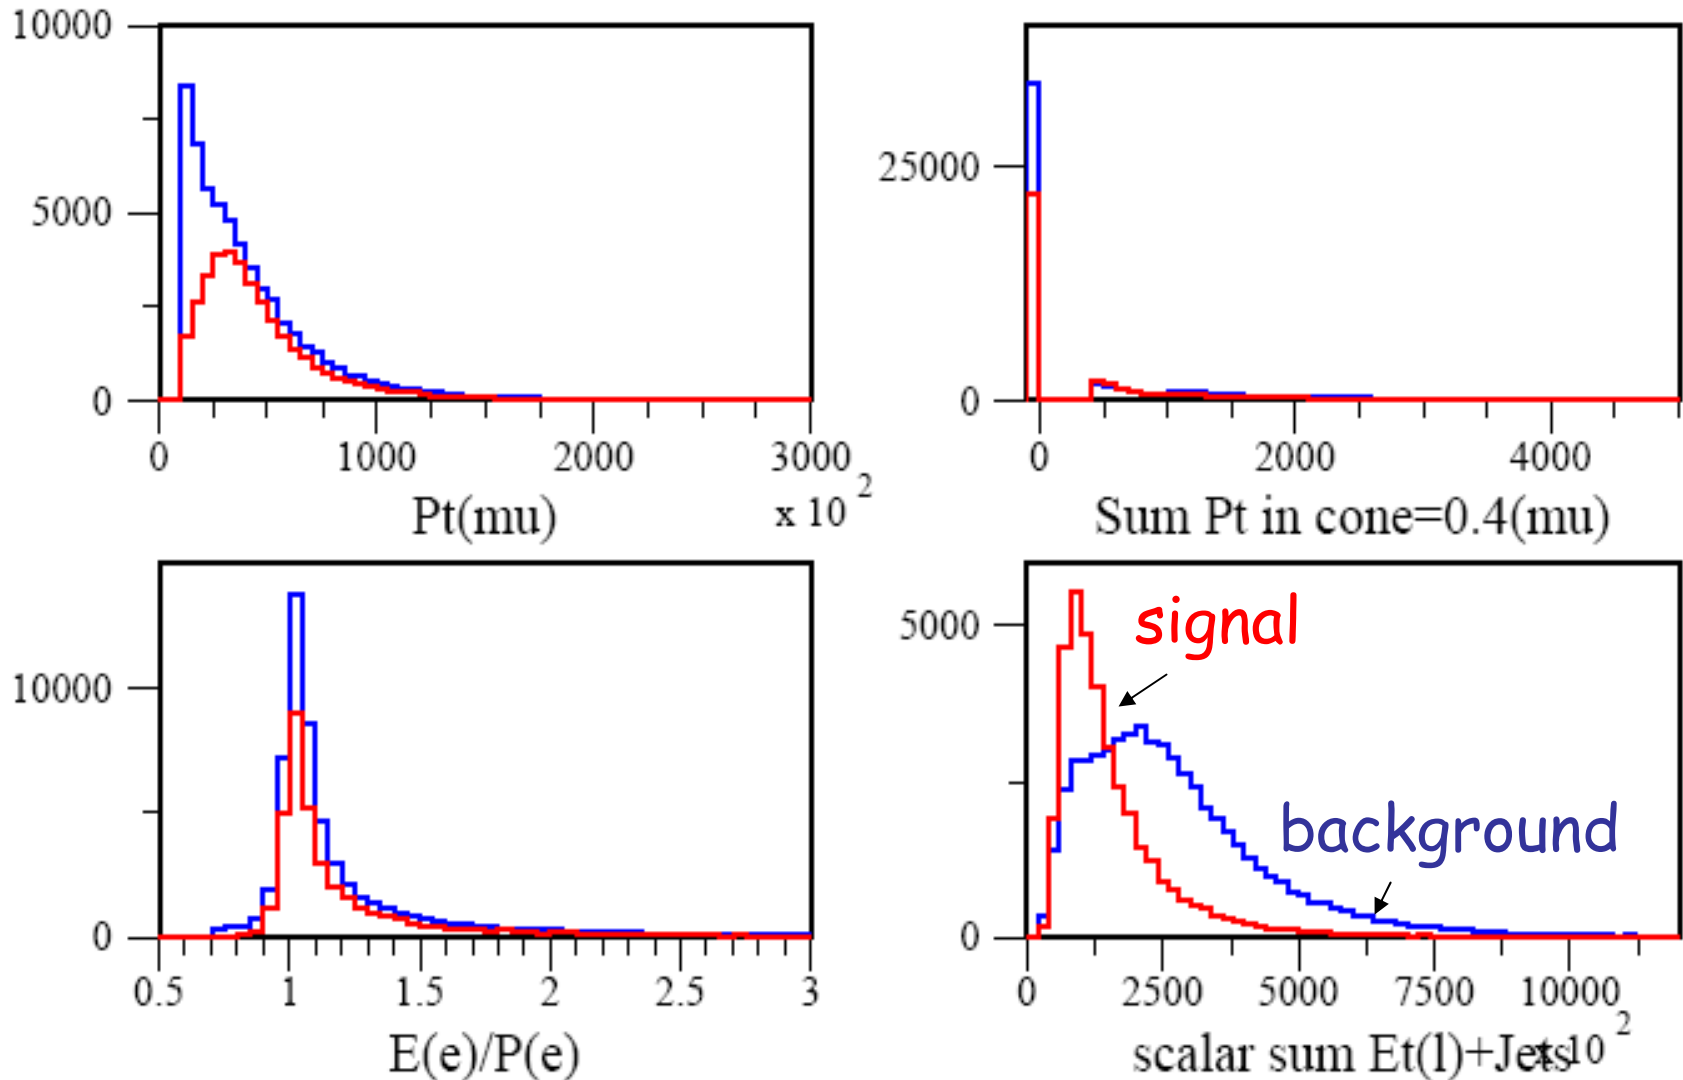 10000
5000
0
0 1000 2000 3000
Pt(mu)
x 10 2
25000
0
0 2000 4000
Sum Pt in cone=0.4(mu)
10000
0
0.5 1 1.5 2 2.5 3
E(e)/P(e)
signal
background
5000
0
0 2500 5000 7500 10000
scalar sum Et(l)+Jets
x 10 2